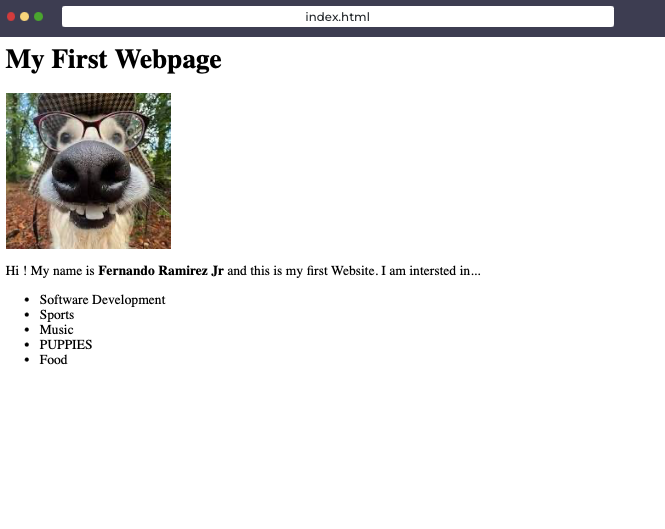 index.html
My First Webpage
Hi ! My name is Fernando Ramirez Jr and this is my first Website. I am intersted in...
Software Development
Sports
Music
PUPPIES
Food